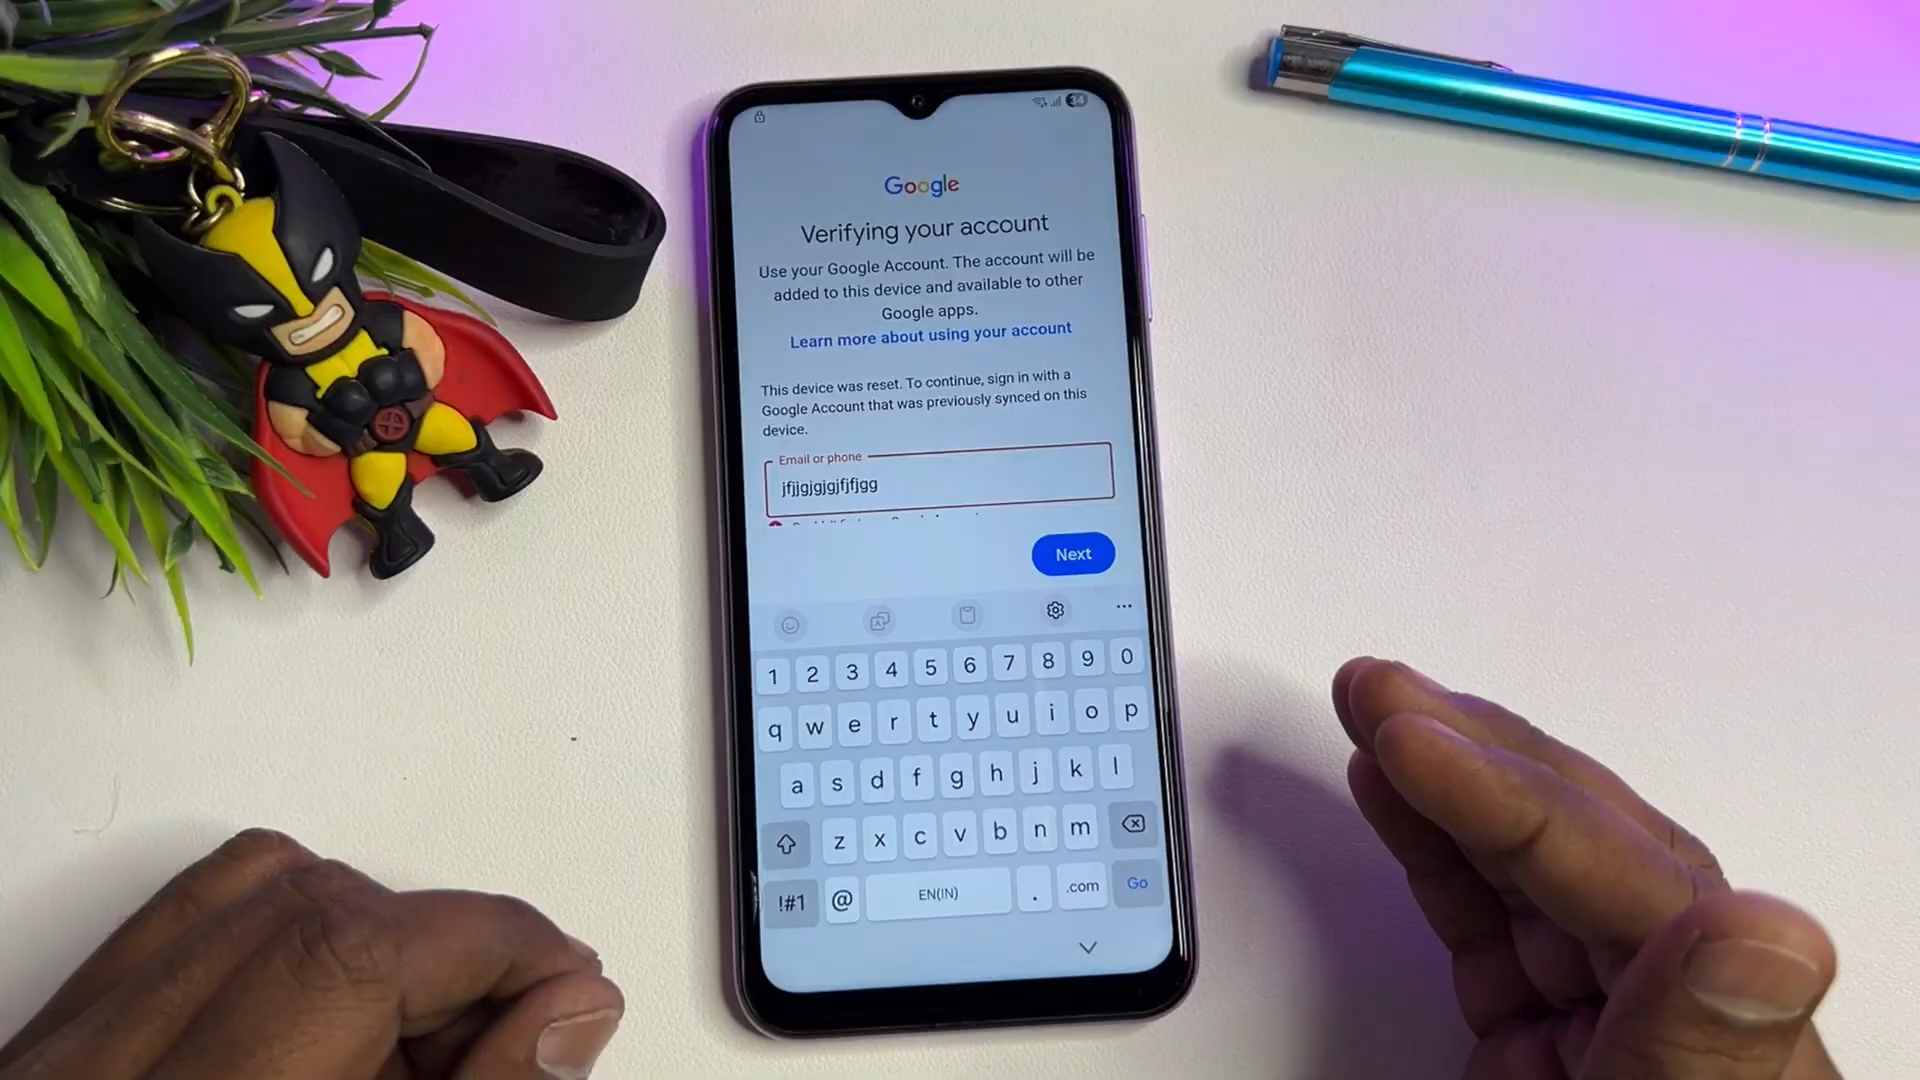 34
Google
Verifying your account
Use your Google Account. The account will be
added to this device and available to other
Google apps.
Learn more about using your account
This device was reset. To continue, sign in with a
Google Account that was previously synced on this
device.
Email or phone
jfjjgjgjgjfjfjgg
Next
1 2 3 4 5 6 7 8 9 0
q w e r t y u i o p
a s d f g h j k l
z x c v b n m
!#1 @ EN(IN) . .com Go